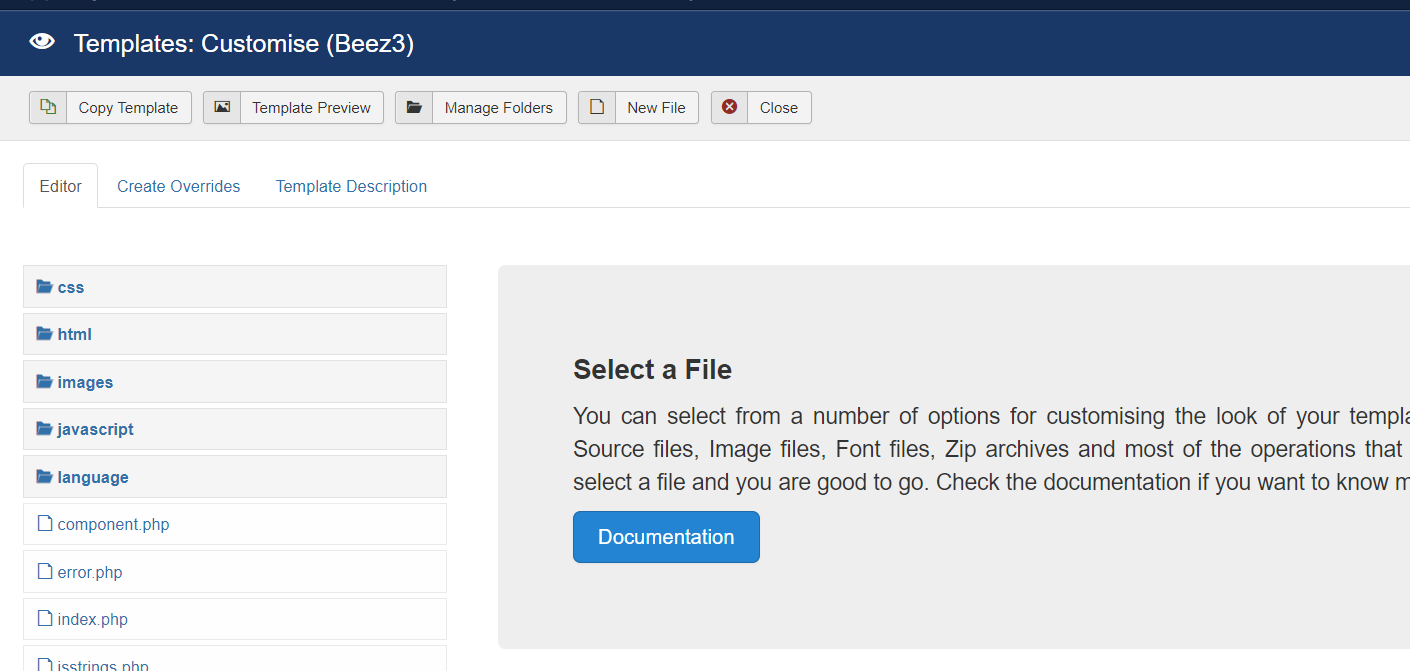 Templates: Customise (Beez3)
Copy Template
Template Preview
Manage Folders
New File
Close
Editor
Create Overrides
Template Description
css
html
images
javascript
language
component.php
error.php
index.php
jsstrings.php
Select a File
You can select from a number of options for customising the look of your templa
Source files, Image files, Font files, Zip archives and most of the operations that
select a file and you are good to go. Check the documentation if you want to know m
Documentation